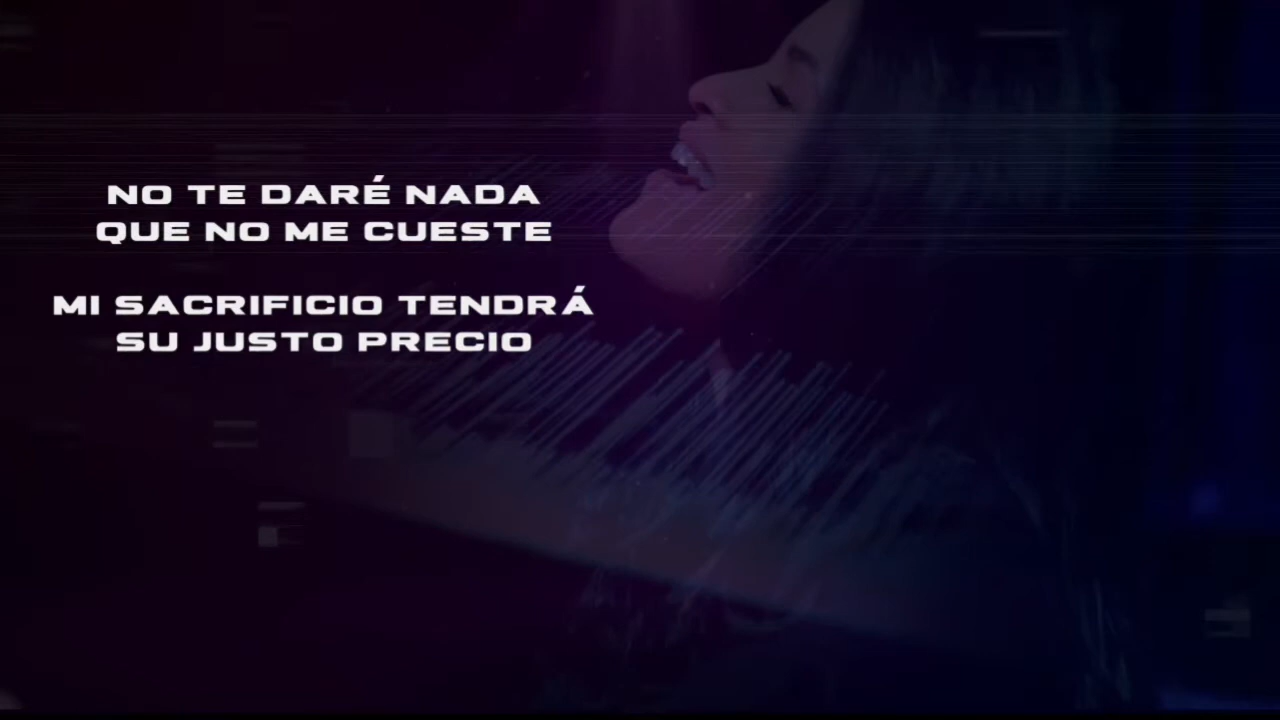 NO TE DARÉ NADA
QUE NO ME CUESTE
MI SACRIFICIO TENDRÁ
SU JUSTO PRECIO